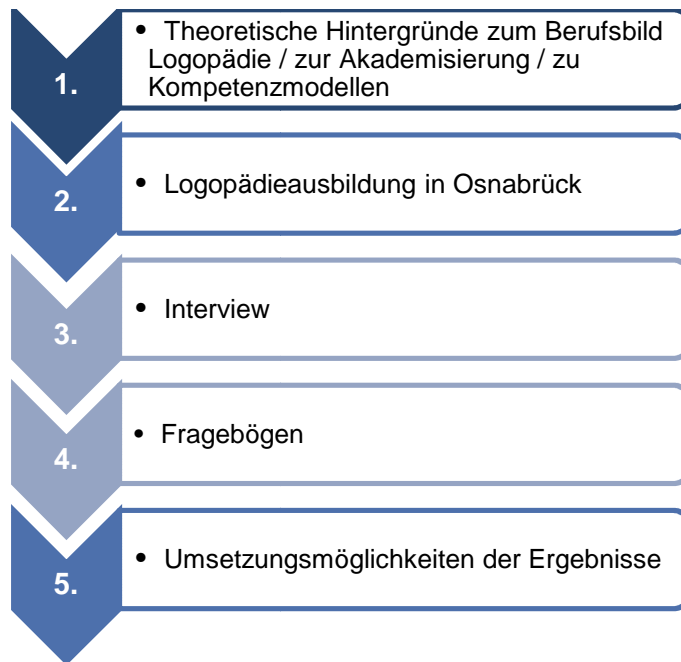 1.
• Theoretische Hintergründe zum Berufsbild
Logopädie / zur Akademisierung / zu
Kompetenzmodellen
2.
• Logopädieausbildung in Osnabrück
3.
• Interview
4.
• Fragebögen
5.
• Umsetzungsmöglichkeiten der Ergebnisse